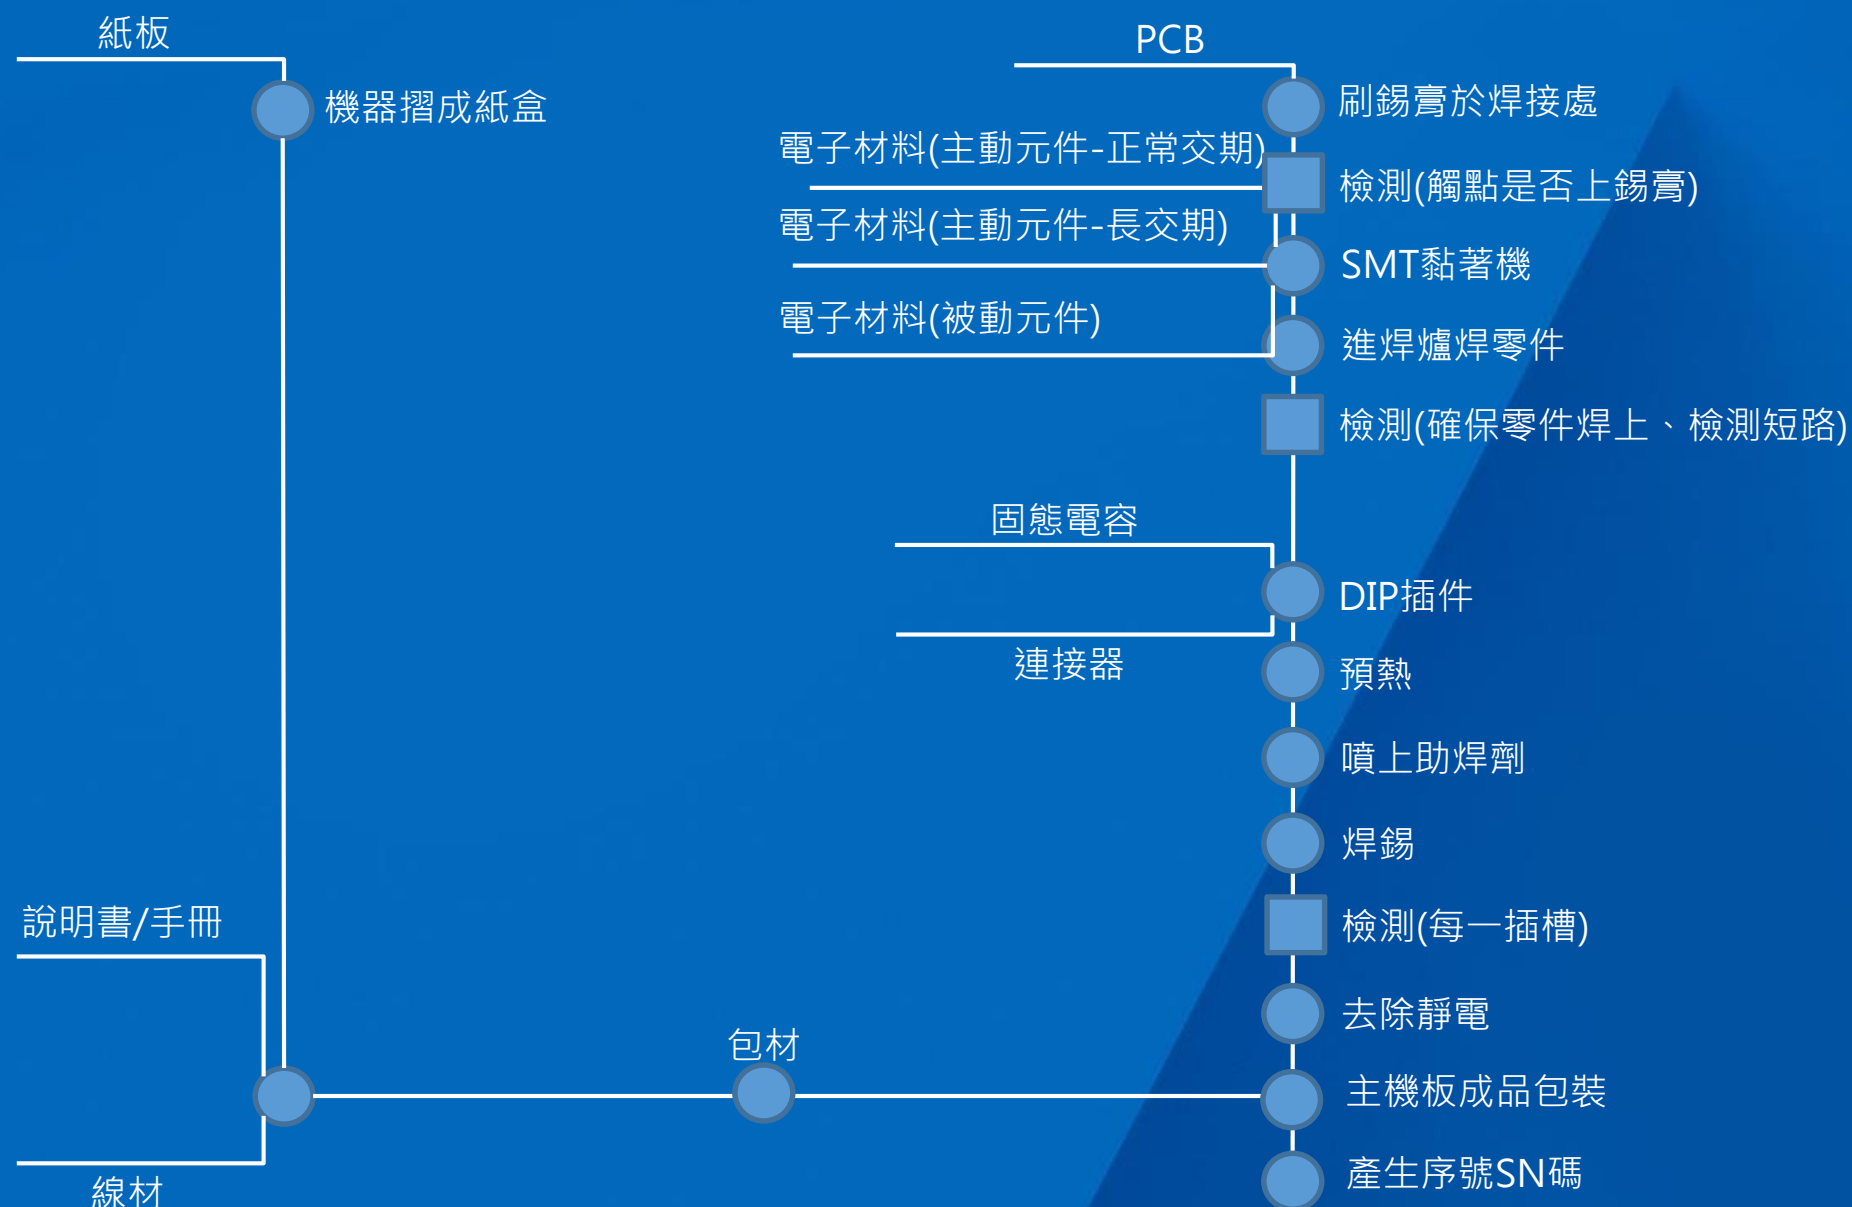 紙板
機器摺成紙盒
PCB
刷錫膏於焊接處
電子材料(主動元件-正常交期)
檢測(觸點是否上錫膏)
電子材料(主動元件-長交期)
SMT黏著機
電子材料(被動元件)
進焊爐焊零件
檢測(確保零件焊上、檢測短路)
固態電容
DIP插件
連接器
預熱
噴上助焊劑
焊錫
說明書/手冊
檢測(每一插槽)
去除靜電
包材
主機板成品包裝
線材
產生序號SN碼